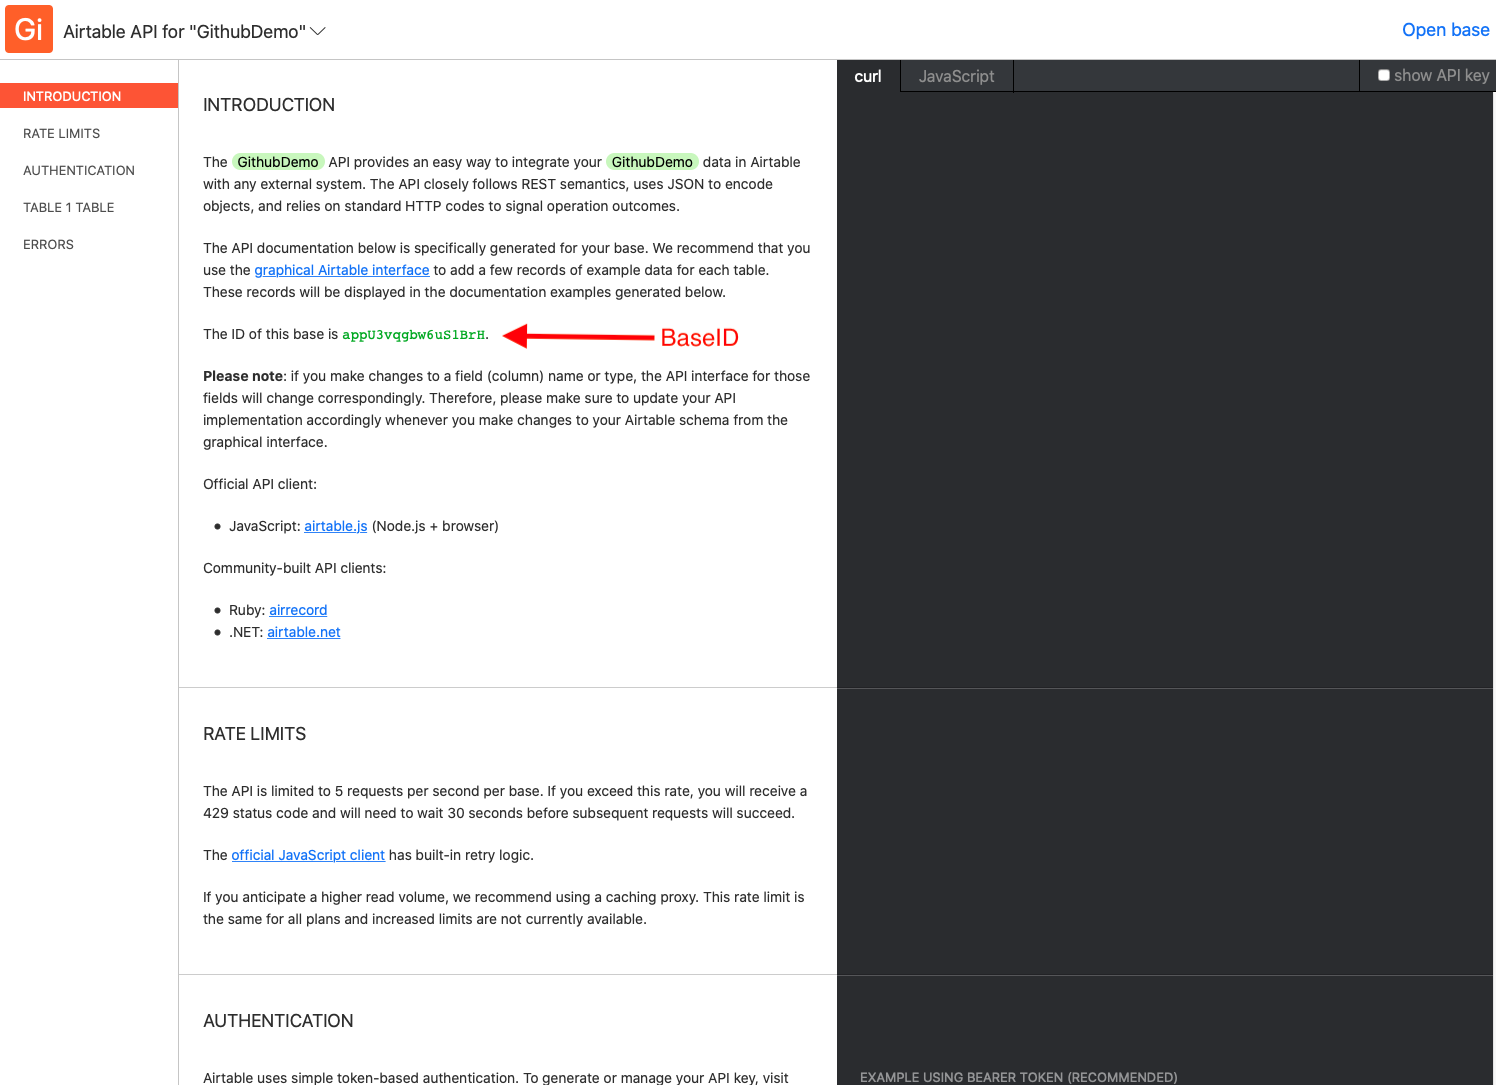 Gi
Airtable API for "GithubDemo"
Open base
INTRODUCTION
RATE LIMITS
AUTHENTICATION
TABLE 1 TABLE
ERRORS
curl
JavaScript
show API key
INTRODUCTION
The GithubDemo API provides an easy way to integrate your GithubDemo data in Airtable
with any external system. The API closely follows REST semantics, uses JSON to encode
objects, and relies on standard HTTP codes to signal operation outcomes.
The API documentation below is specifically generated for your base. We recommend that you
use the graphical Airtable interface to add a few records of example data for each table.
These records will be displayed in the documentation examples generated below.
The ID of this base is appU3vqgbw6uS1BrH.
BaseID
Please note: if you make changes to a field (column) name or type, the API interface for those
fields will change correspondingly. Therefore, please make sure to update your API
implementation accordingly whenever you make changes to your Airtable schema from the
graphical interface.
Official API client:
• JavaScript: airtable.js (Node.js + browser)
Community-built API clients:
• Ruby: airrecord
• .NET: airtable.net
RATE LIMITS
The API is limited to 5 requests per second per base. If you exceed this rate, you will receive a
429 status code and will need to wait 30 seconds before subsequent requests will succeed.
The official JavaScript client has built-in retry logic.
If you anticipate a higher read volume, we recommend using a caching proxy. This rate limit is
the same for all plans and increased limits are not currently available.
AUTHENTICATION
Airtable uses simple token-based authentication. To generate or manage your API key, visit
EXAMPLE USING BEARER TOKEN (RECOMMENDED)